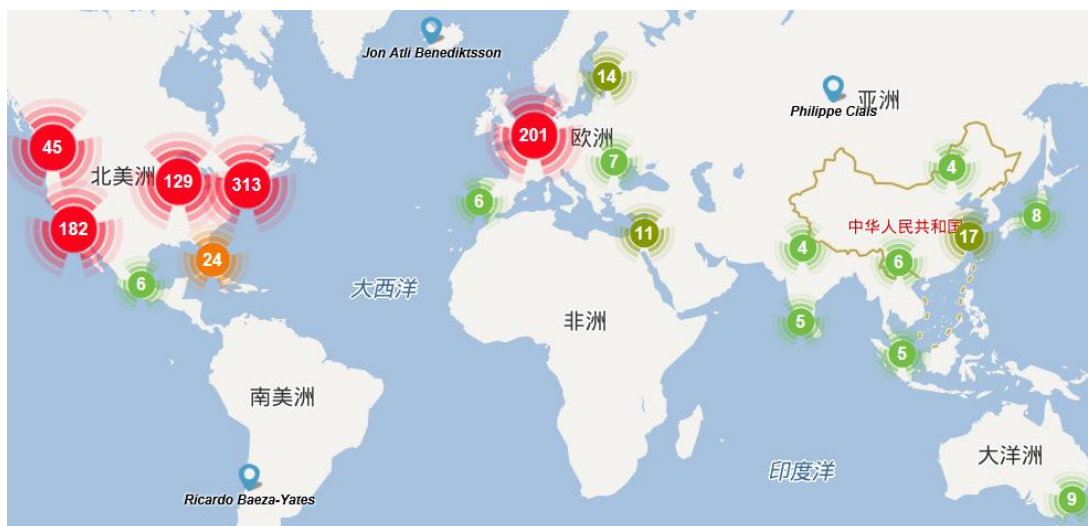 Jon Atli Benediktsson
14
亚洲
Philippe Ciais
45
201
欧洲
北美洲
129
313
7
4
182
6
8
中华人民共和国
17
11
4
24
6
6
大西洋
非洲
5
5
南美洲
大洋洲
印度洋
Ricardo Baeza-Yates
9